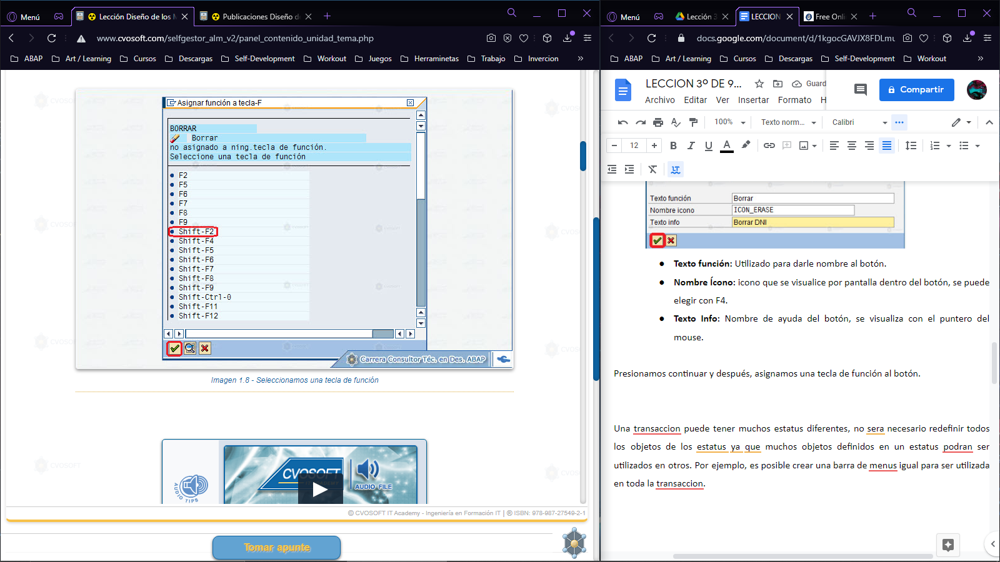 Menú
Lección Diseño de los M
Publicaciones Diseño de
www.cvosoft.com/selfgestor_alm_v2/panel_contenido_unidad_tema.php
ABAP
Art / Learning
Cursos
Descargas
Self-Development
Workout
Juegos
Herraminetas
Trabajo
Invercion
»
Asignar función a tecla-F
BORRAR
Borrar
no asignado a ning.tecla de función.
Seleccione una tecla de función
F2
F5
F6
F7
F8
F9
Shift-F2
Shift-F4
Shift-F5
Shift-F6
Shift-F7
Shift-F8
Shift-F9
Shift-Ctrl-0
Shift-F11
Shift-F12
Carrera Consultor Téc. en Des. ABAP
Imagen 1.8 - Seleccionamos una tecla de función
CVOSOFT
CVOSOFT
IT ACADEMY
AUDIO FILE
AUDIO TIPS
© CVOSOFT IT Academy - Ingeniería en Formación IT | ® ISBN: 978-987-27549-2-1
Tomar apunte
Menú
Lección 3
LECCION
Free Onli
docs.google.com/document/d/1kgocGAVJX8FDLmu
ABAP
Art / Learning
Cursos
Descargas
Self-Development
Workout
»
LECCION 3º DE 9...
Guard
Archivo
Editar
Ver
Insertar
Formato
H
Compartir
100%
Texto norm...
Calibri
12
Texto función
Borrar
Nombre icono
ICON_ERASE
Texto info
Borrar DNI
Texto función: Utilizado para darle nombre al botón.
Nombre Ícono: icono que se visualice por pantalla dentro del botón, se puede
elegir con F4.
Texto Info: Nombre de ayuda del botón, se visualiza con el puntero del
mouse.
Presionamos continuar y después, asignamos una tecla de función al botón.
Una transaccion puede tener muchos estatus diferentes, no sera necesario redefinir todos
los objetos de los estatus ya que muchos objetos definidos en un estatus podran ser
utilizados en otros. Por ejemplo, es posible crear una barra de menus igual para ser utilizada
en toda la transaccion.